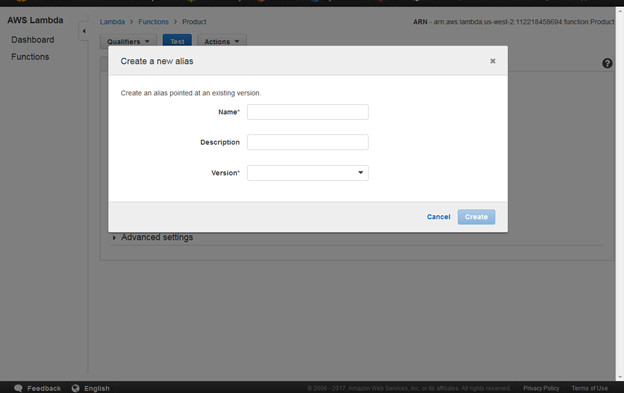 AWS Lambda
Dashboard
Functions
Lambda > Functions > Product
ARN - arn:aws:lambda:us-west-2:112218458694:function:Product
Qualifiers
Test
Actions
Create a new alias
×
Create an alias pointed at an existing version.
Name*
Description
Version*
Cancel
Create
Advanced settings
Feedback
English
© 2008 - 2017, Amazon Web Services, Inc. or its affiliates. All rights reserved.
Privacy Policy
Terms of Use